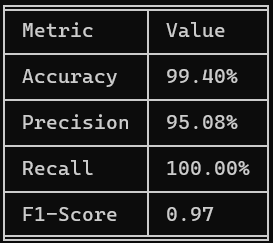 Metric Value
Accuracy 99.40%
Precision 95.08%
Recall 100.00%
F1-Score 0.97